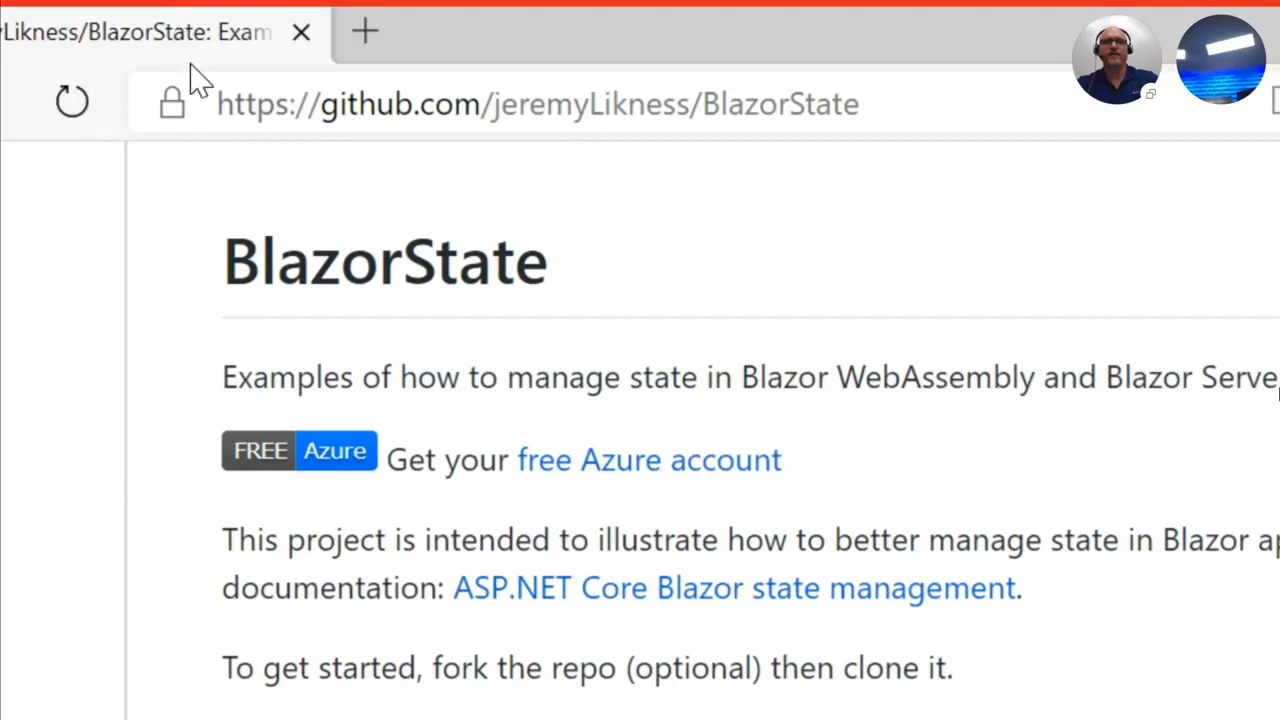 yLikness/BlazorState: Exam
https://github.com/jeremyLikness/BlazorState
BlazorState
Examples of how to manage state in Blazor WebAssembly and Blazor Serve
FREE Azure Get your free Azure account
This project is intended to illustrate how to better manage state in Blazor ap
documentation: ASP.NET Core Blazor state management.
To get started, fork the repo (optional) then clone it.